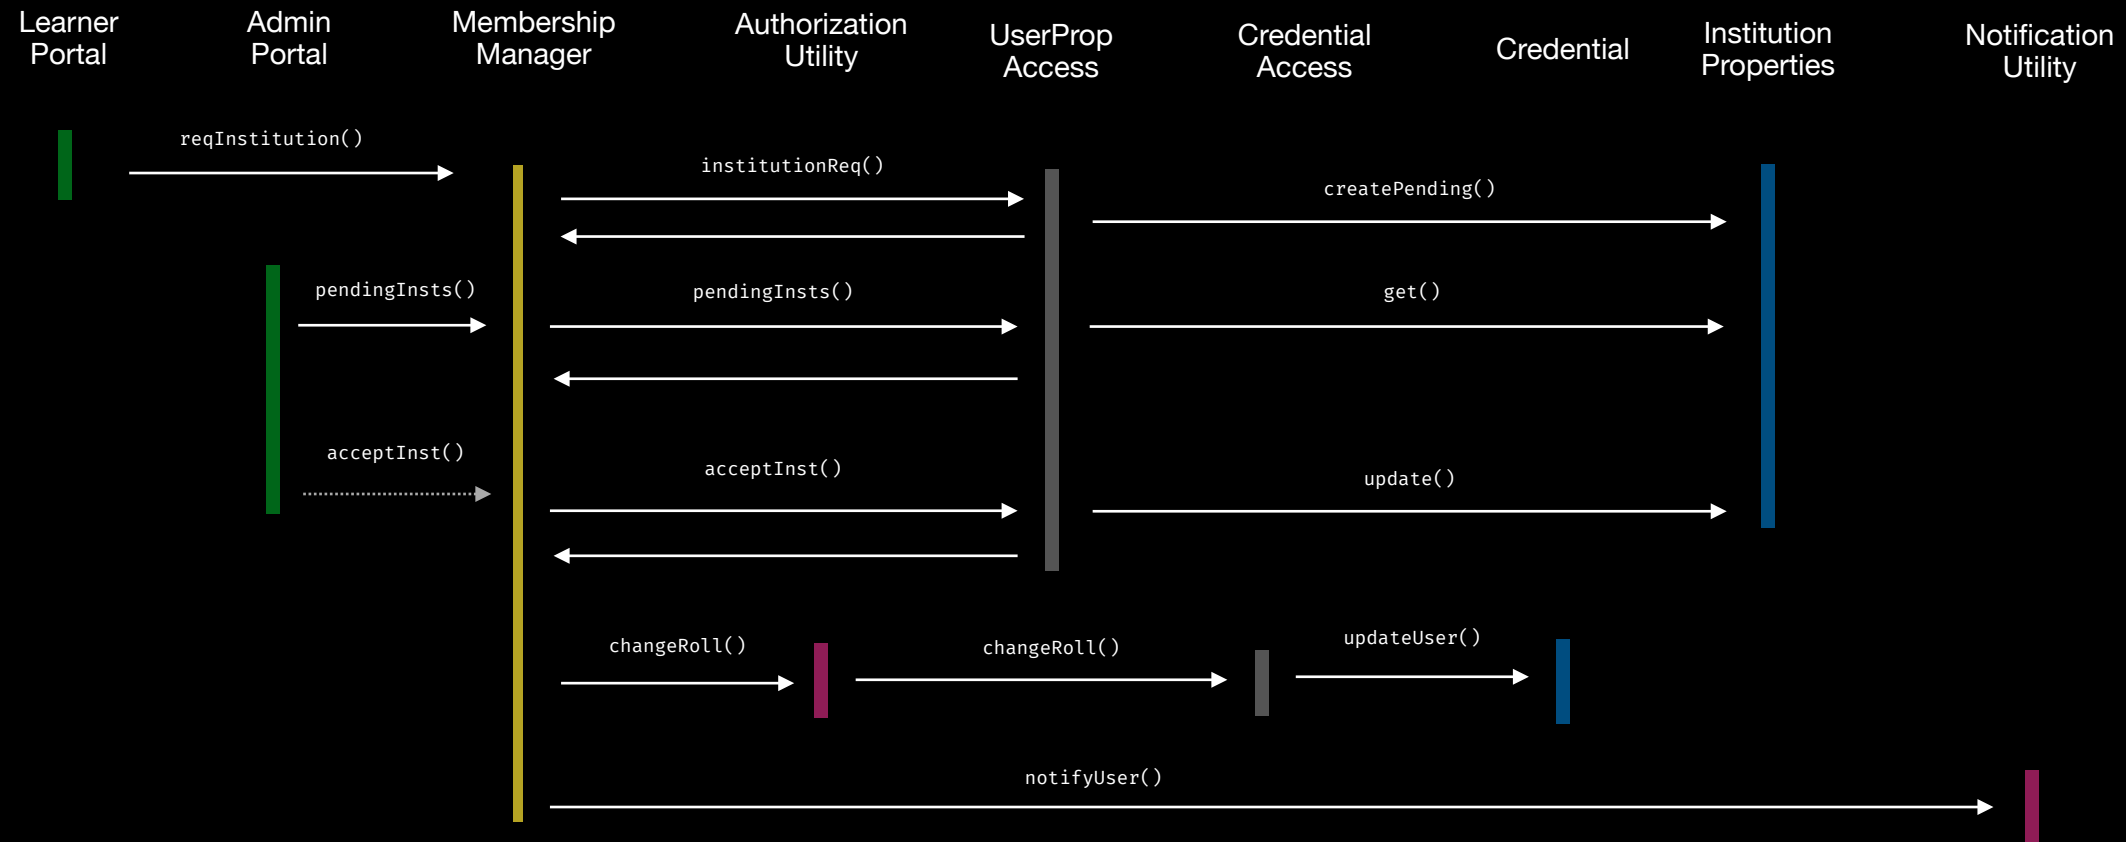 Learner
Portal
Admin
Portal
Membership
Manager
Authorization
Utility
UserProp
Access
Credential
Access
Credential
Institution
Properties
Notification
Utility
reqInstitution()
institutionReq()
createPending()
pendingInsts()
pendingInsts()
get()
acceptInst()
acceptInst()
update()
changeRoll()
changeRoll()
updateUser()
notifyUser()